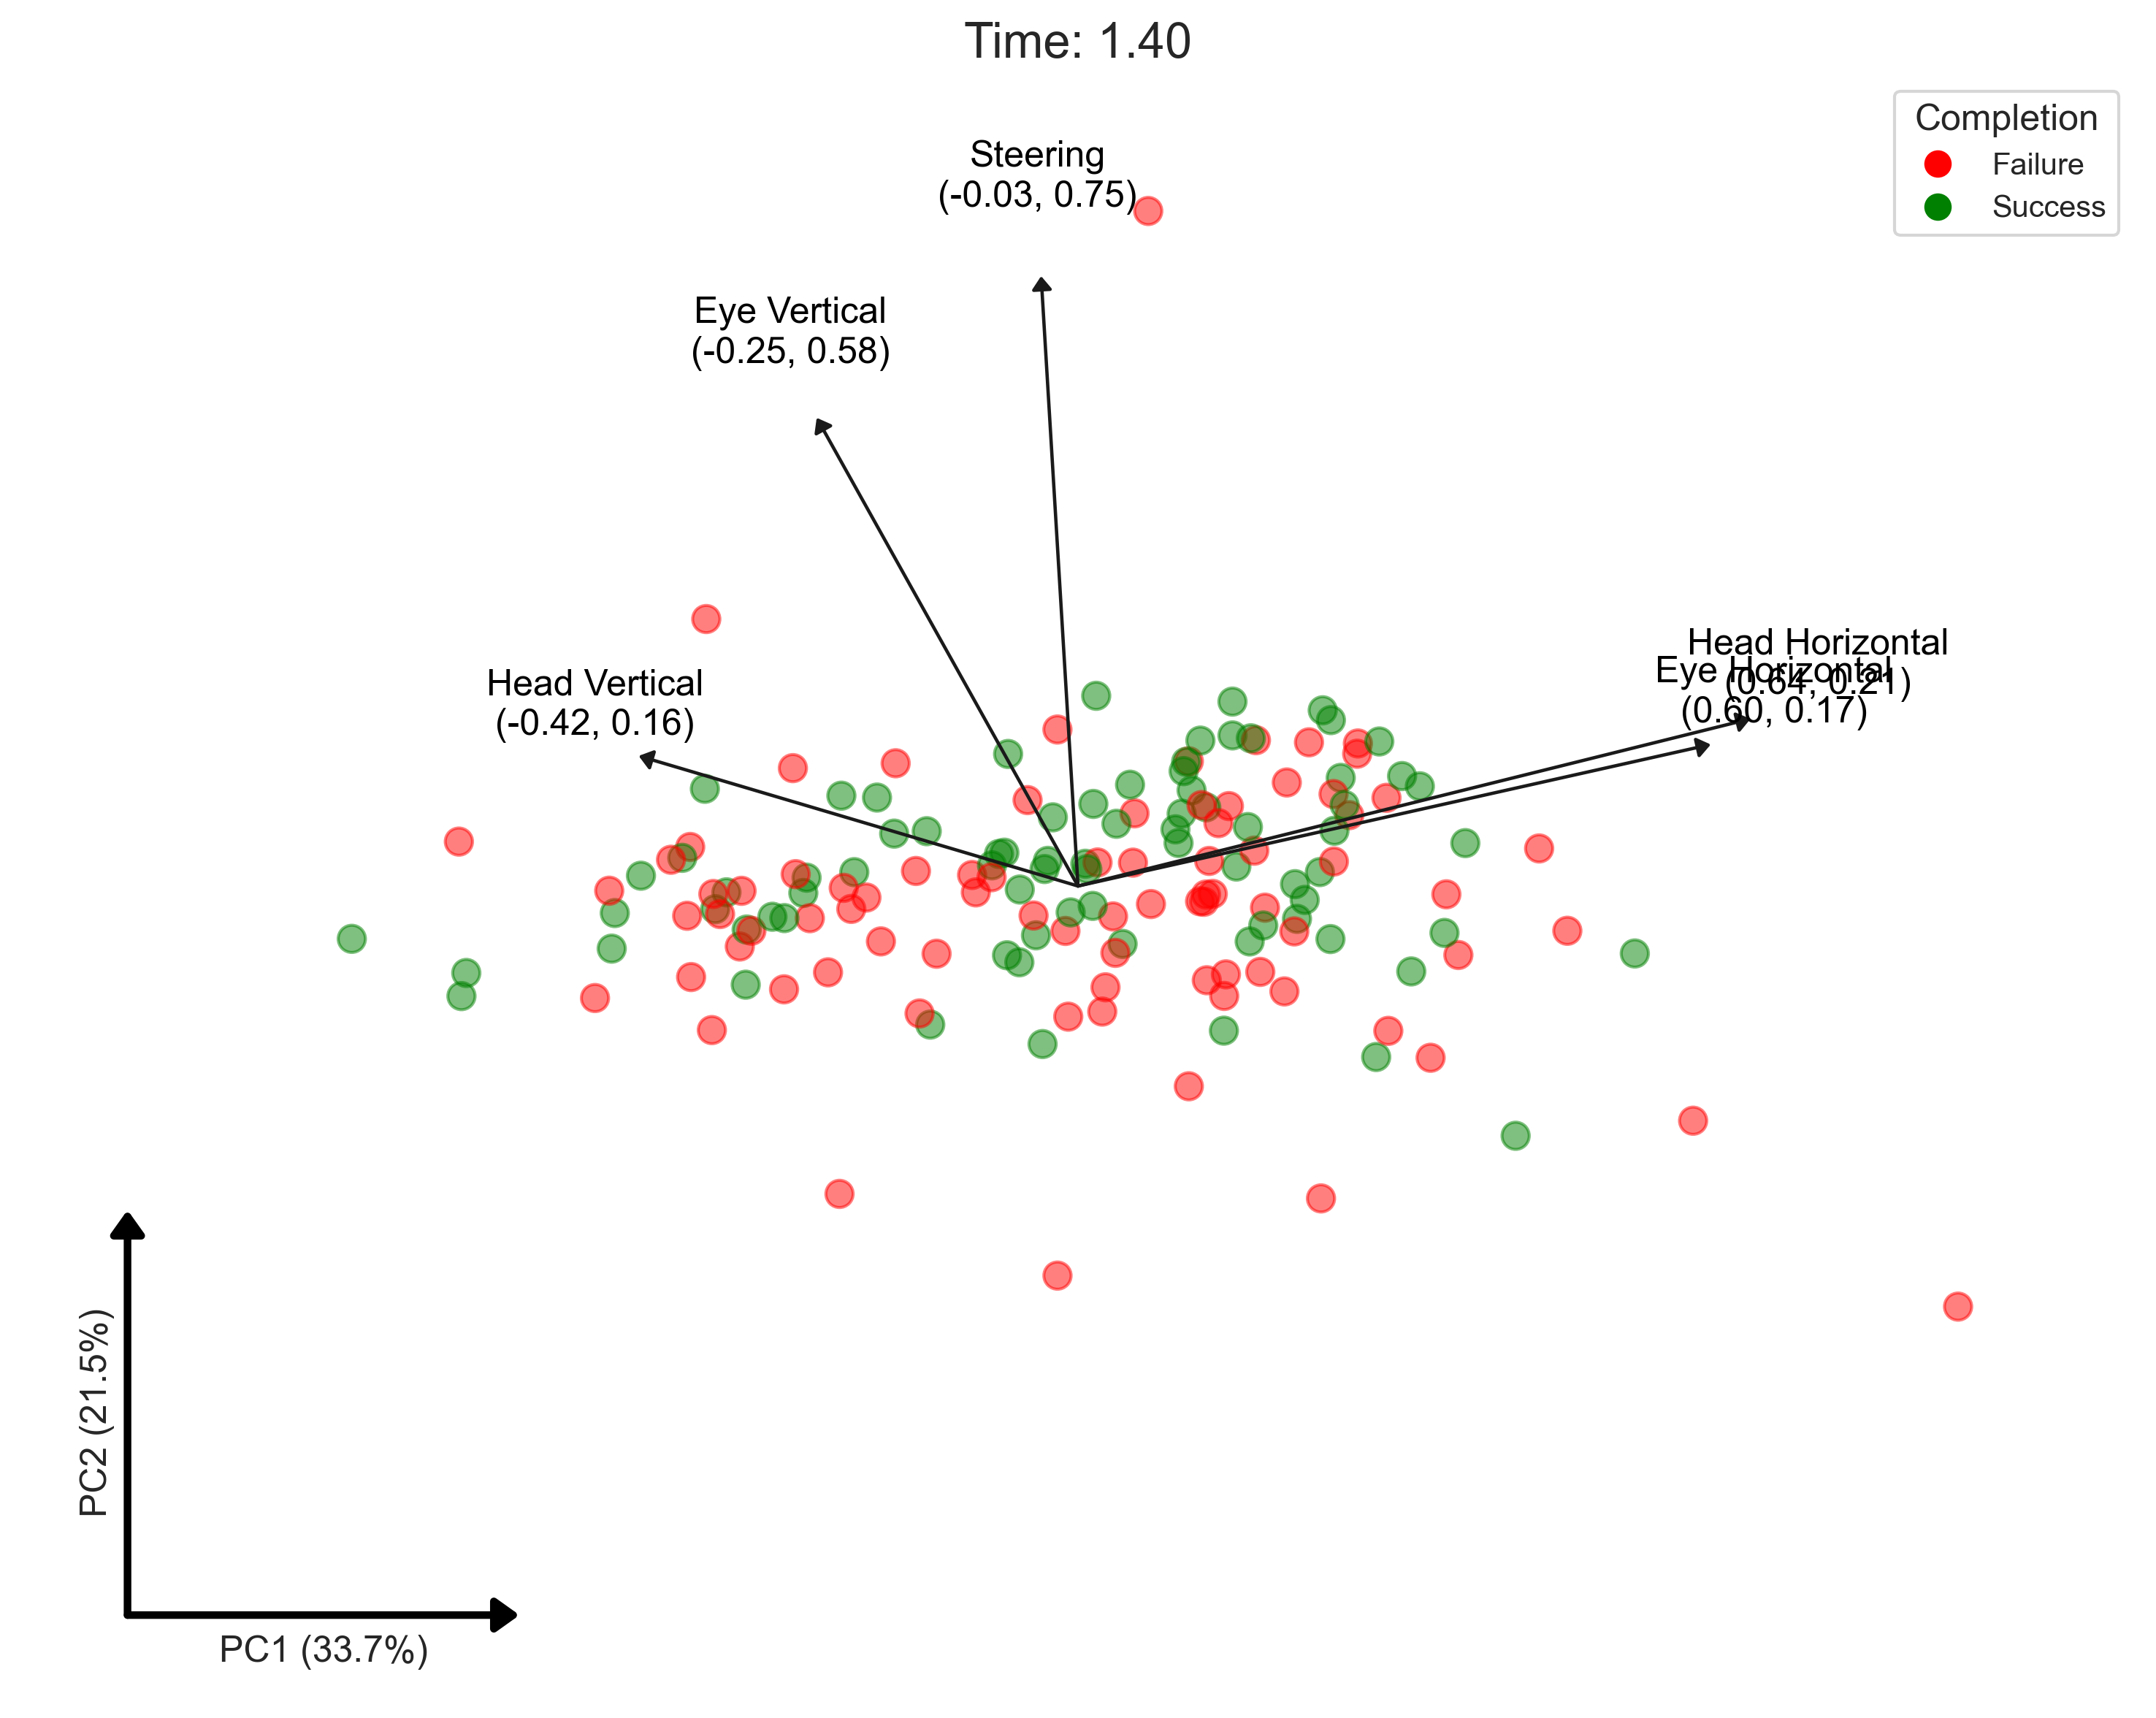 Time: 1.40
Completion
Failure
Success
Steering
(-0.03, 0.75)
Eye Vertical
(-0.25, 0.58)
Head Vertical
(-0.42, 0.16)
Head Horizontal
(0.64, 0.21)
Eye Horizontal
(0.60, 0.17)
PC2 (21.5%)
PC1 (33.7%)